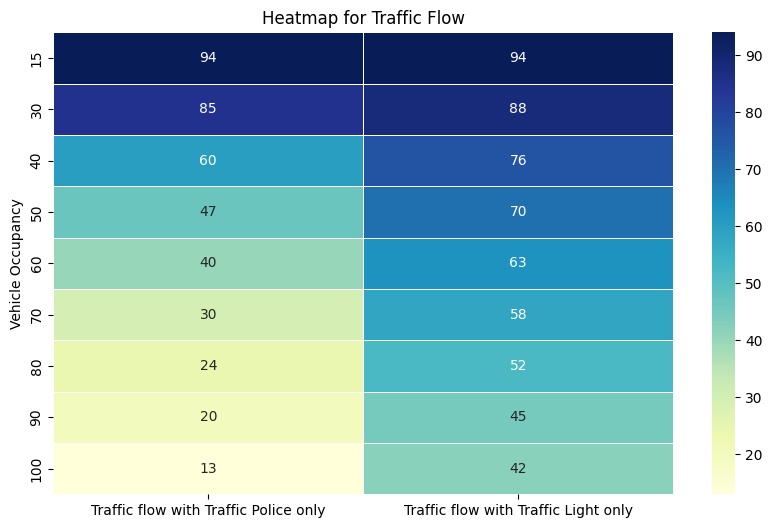 Heatmap for Traffic Flow
Vehicle Occupancy
15 94 94
30 85 88
40 60 76
50 47 70
60 40 63
70 30 58
80 24 52
90 20 45
100 13 42
Traffic flow with Traffic Police only Traffic flow with Traffic Light only
90
80
70
60
50
40
30
20